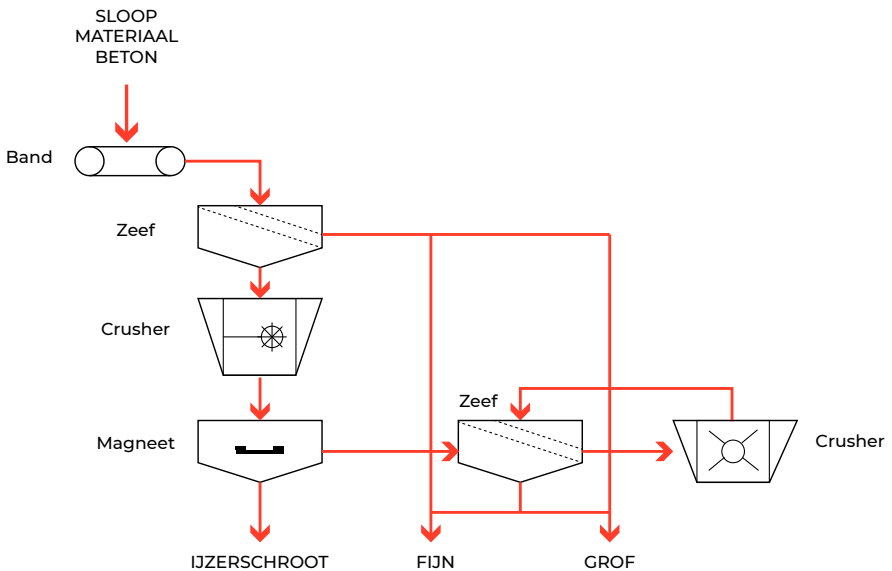 SLOOP
MATERIAAL
BETON
Band
Zeef
Crusher
Zeef
Magneet
Crusher
IJZERSCHROOT
FIJN
GROF